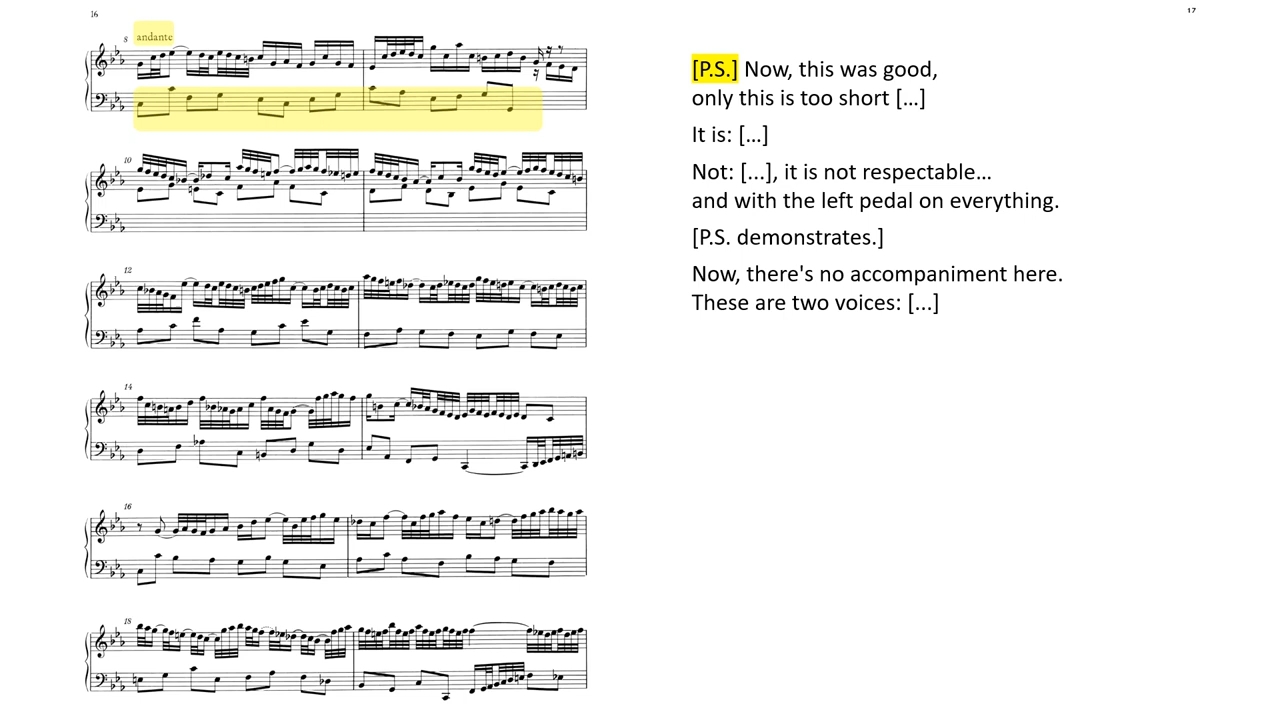 16
17
8
andante
10
12
14
16
18
[P.S.] Now, this was good,
only this is too short […]
It is: […]
Not: […], it is not respectable…
and with the left pedal on everything.
[P.S. demonstrates.]
Now, there's no accompaniment here.
These are two voices: […]